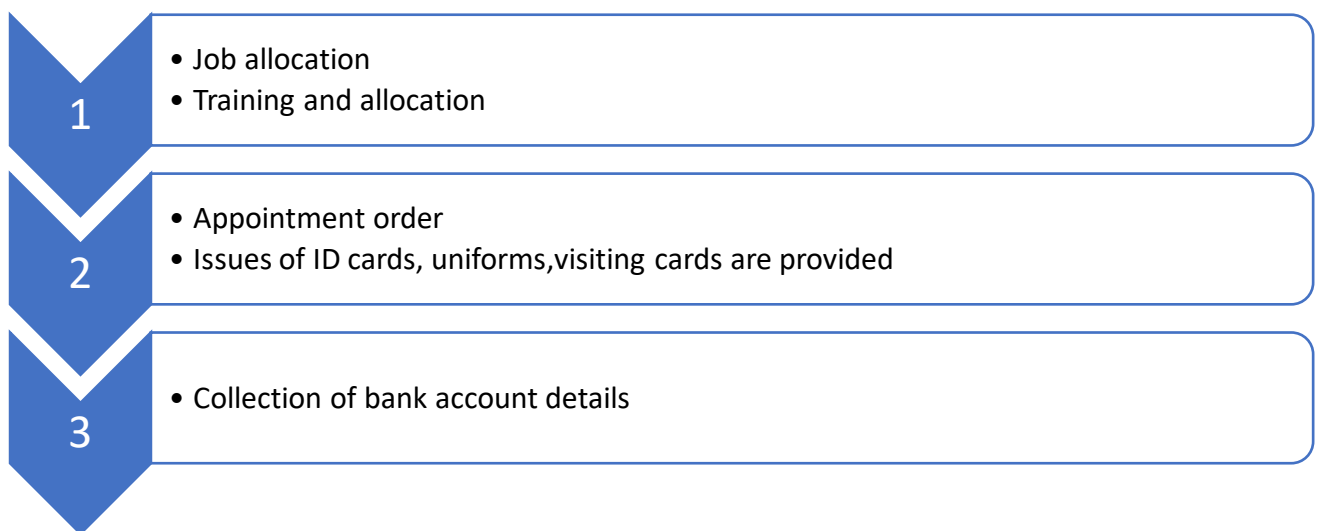 1
• Job allocation
• Training and allocation
2
• Appointment order
• Issues of ID cards, uniforms,visiting cards are provided
3
• Collection of bank account details